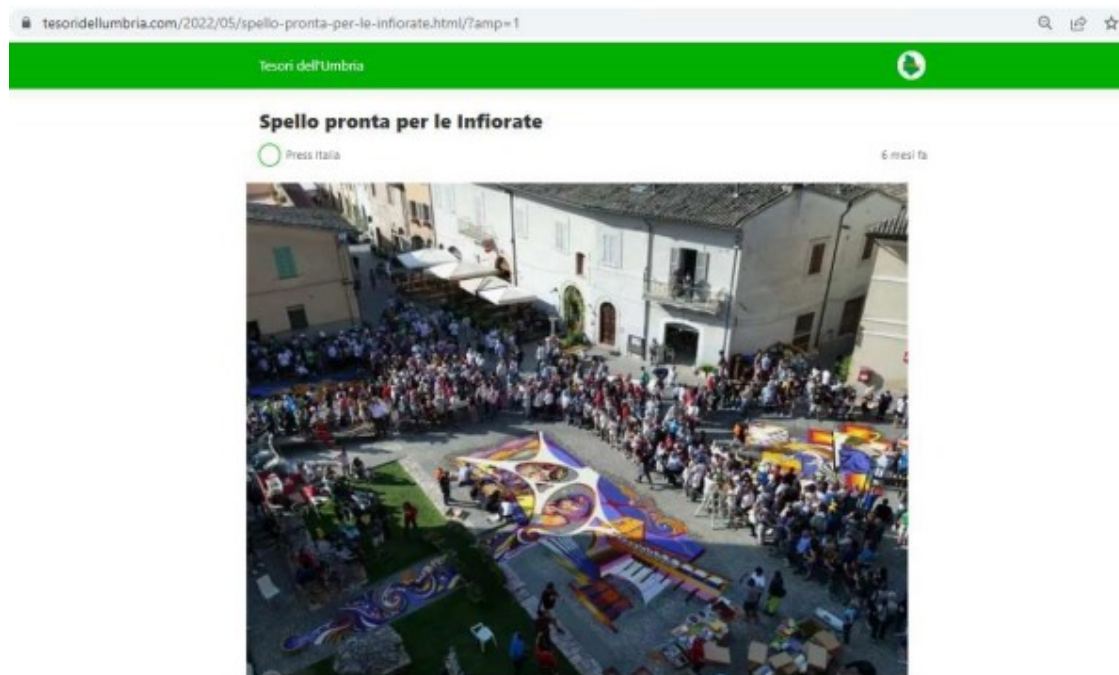 tesoridellumbria.com/2022/05/spello-pronta-per-le-infiorate.html/?amp=1
Tesori dell'Umbria
Spello pronta per le Infiorate
Press Italia
6 mesi fa